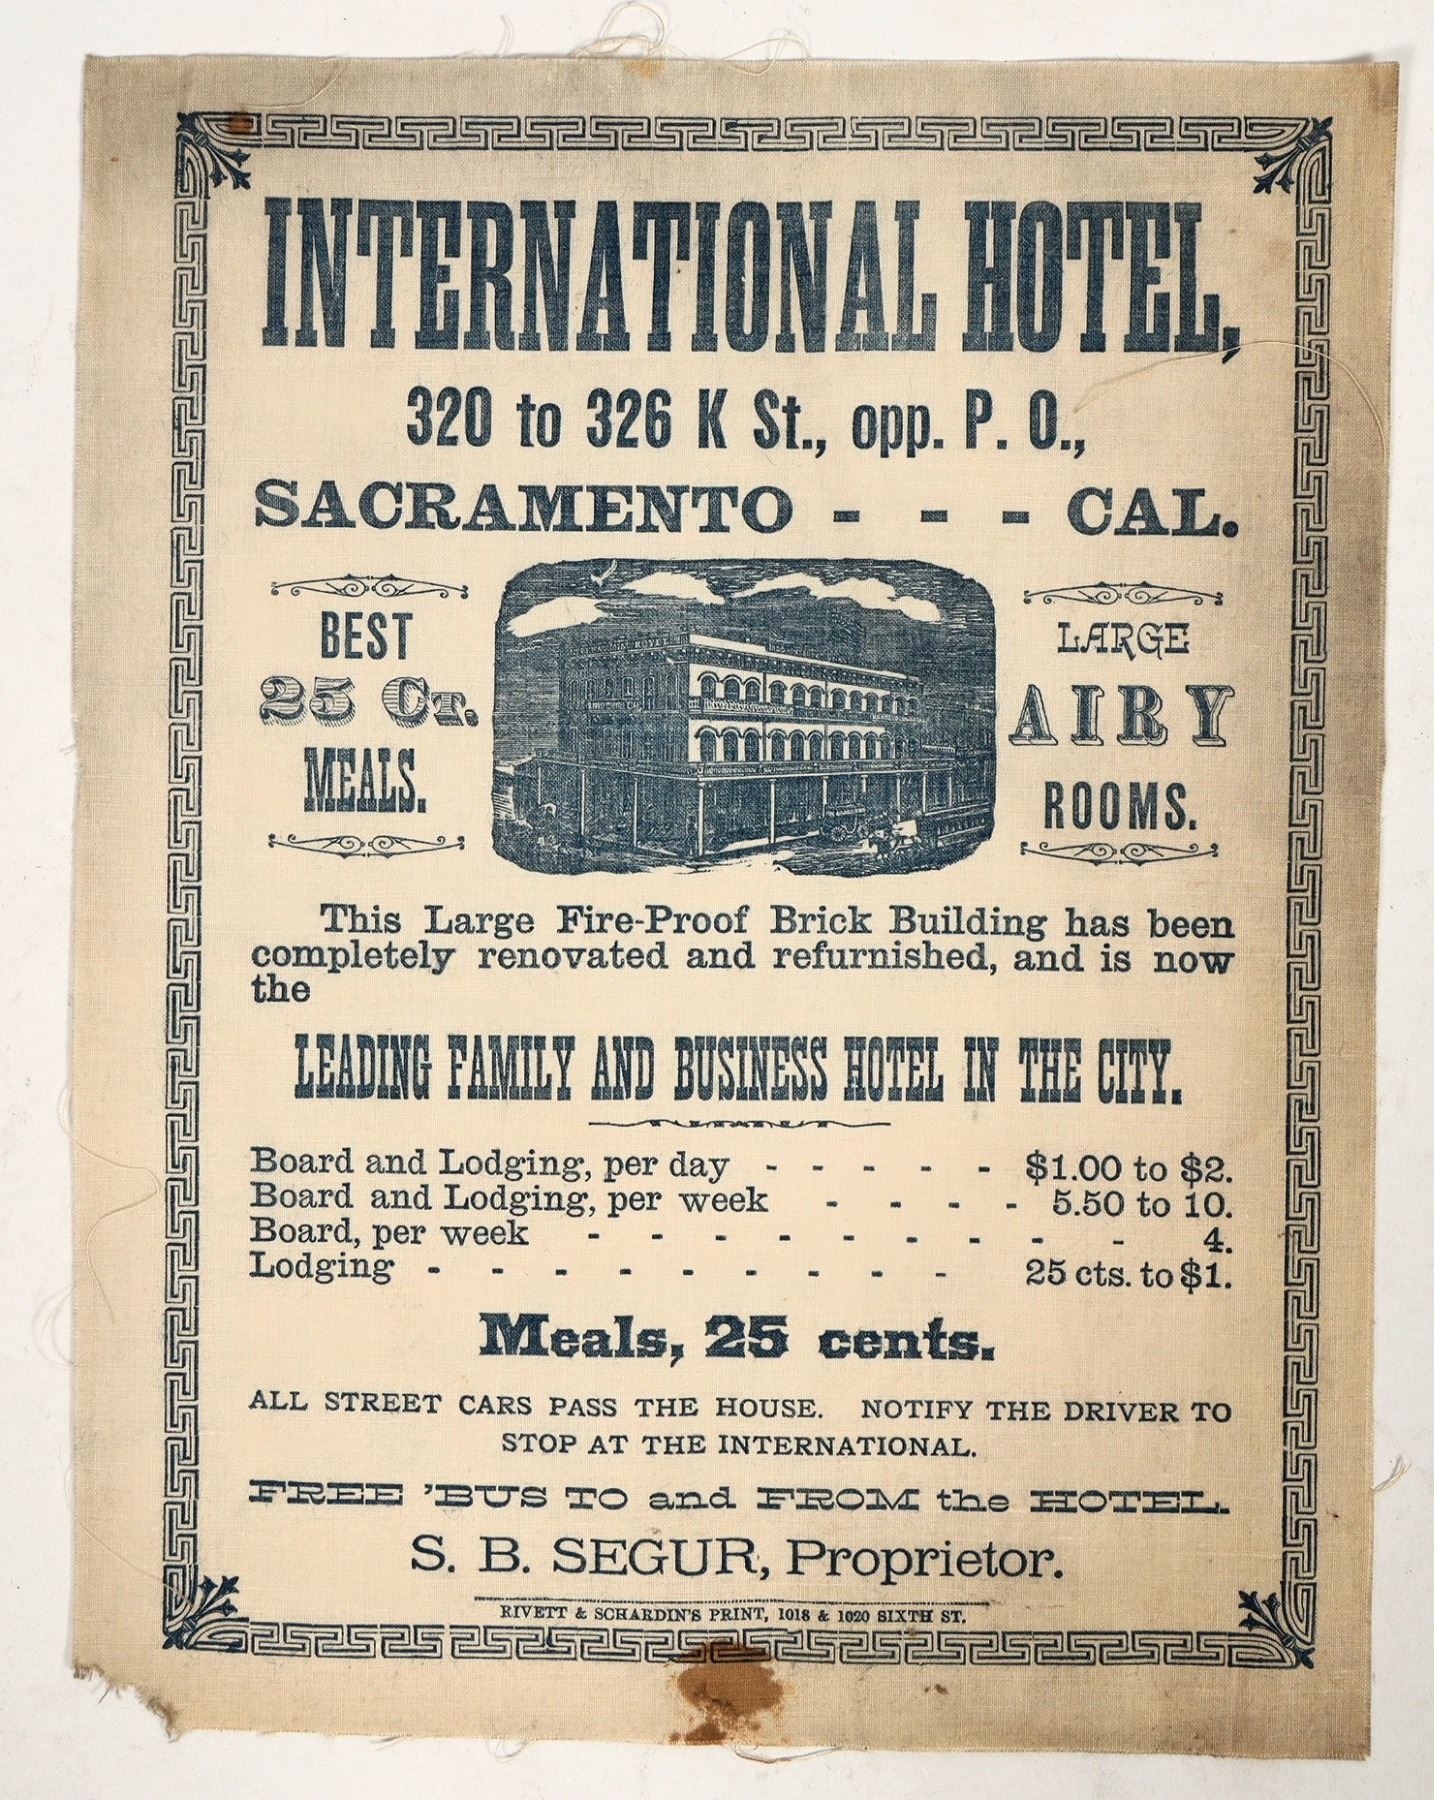 INTERNATIONAL HOTEL,
320 to 326 K St., opp. P. O.,
SACRAMENTO - - - CAL.
BEST
25 CT.
MEALS.
LARGE
AIRY
ROOMS.
This Large Fire-Proof Brick Building has been
completely renovated and refurnished, and is now
the
LEADING FAMILY AND BUSINESS HOTEL IN THE CITY.
Board and Lodging, per day - - - - - $1.00 to $2.
Board and Lodging, per week - - - - 5.50 to 10.
Board, per week - - - - - - - - - 4.
Lodging - - - - - - - - - 25 cts. to $1.
Meals, 25 cents.
ALL STREET CARS PASS THE HOUSE. NOTIFY THE DRIVER TO
STOP AT THE INTERNATIONAL.
FREE 'BUS TO and FROM the HOTEL.
S. B. SEGUR, Proprietor.
RIVETT & SCHARDIN'S PRINT, 1018 & 1020 SIXTH ST.